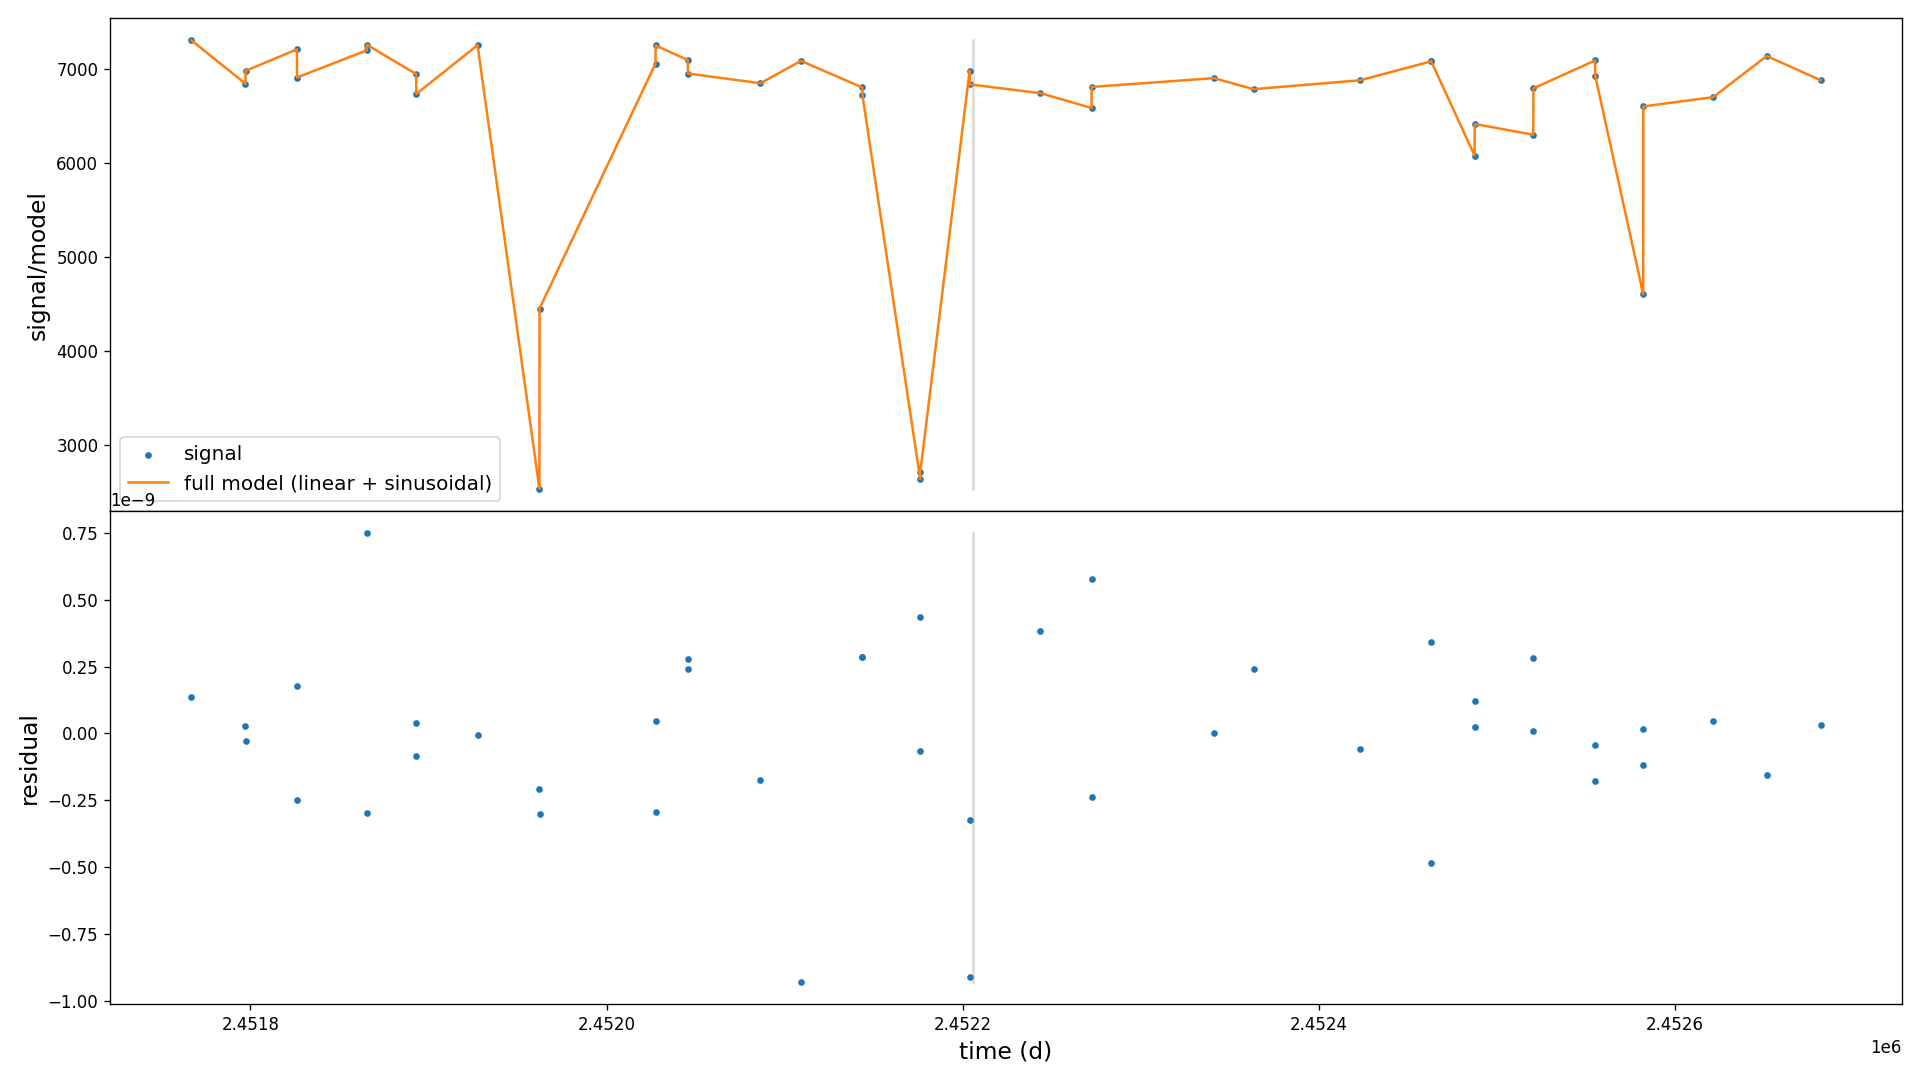 7000
6000
5000
4000
3000
signal/model
signal
full model (linear + sinusoidal)
1e−9
0.75
0.50
0.25
0.00
−0.25
−0.50
−0.75
−1.00
residual
2.4518
2.4520
2.4522
2.4524
2.4526
time (d)
1e6